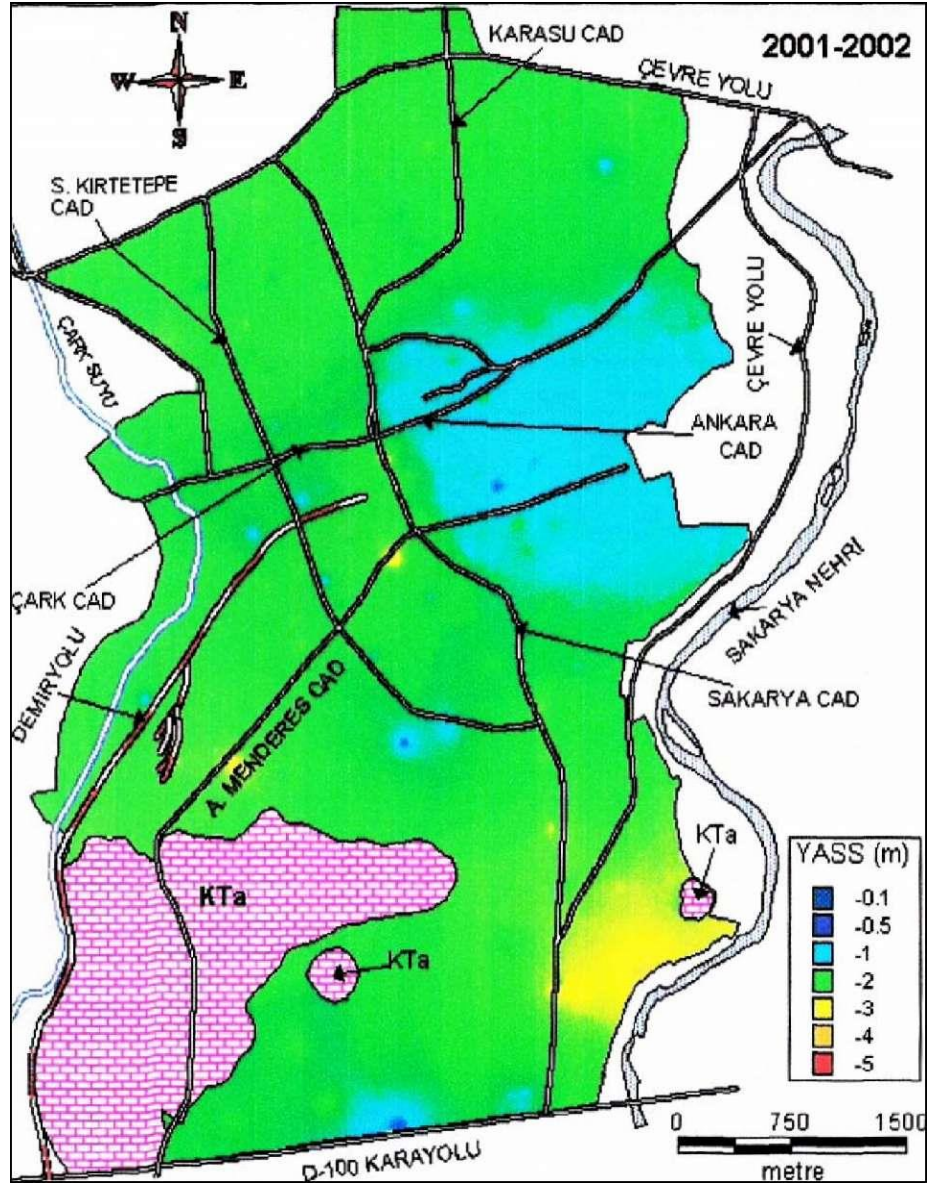 N
W E
S
2001-2002
KARASU CAD
ÇEVRE YOLU
S. KIRTETEPE
CAD
ÇARK SUYU
ÇEVRE YOLU
ANKARA
CAD
ÇARK CAD
SAKARYA NEHRI
DEMIRYOLU
A. MENDERES CAD
SAKARYA CAD
KTa
KTa
KTa
YASS (m)
-0.1
-0.5
-1
-2
-3
-4
-5
0 750 1500
metre
D-100 KARAYOLU